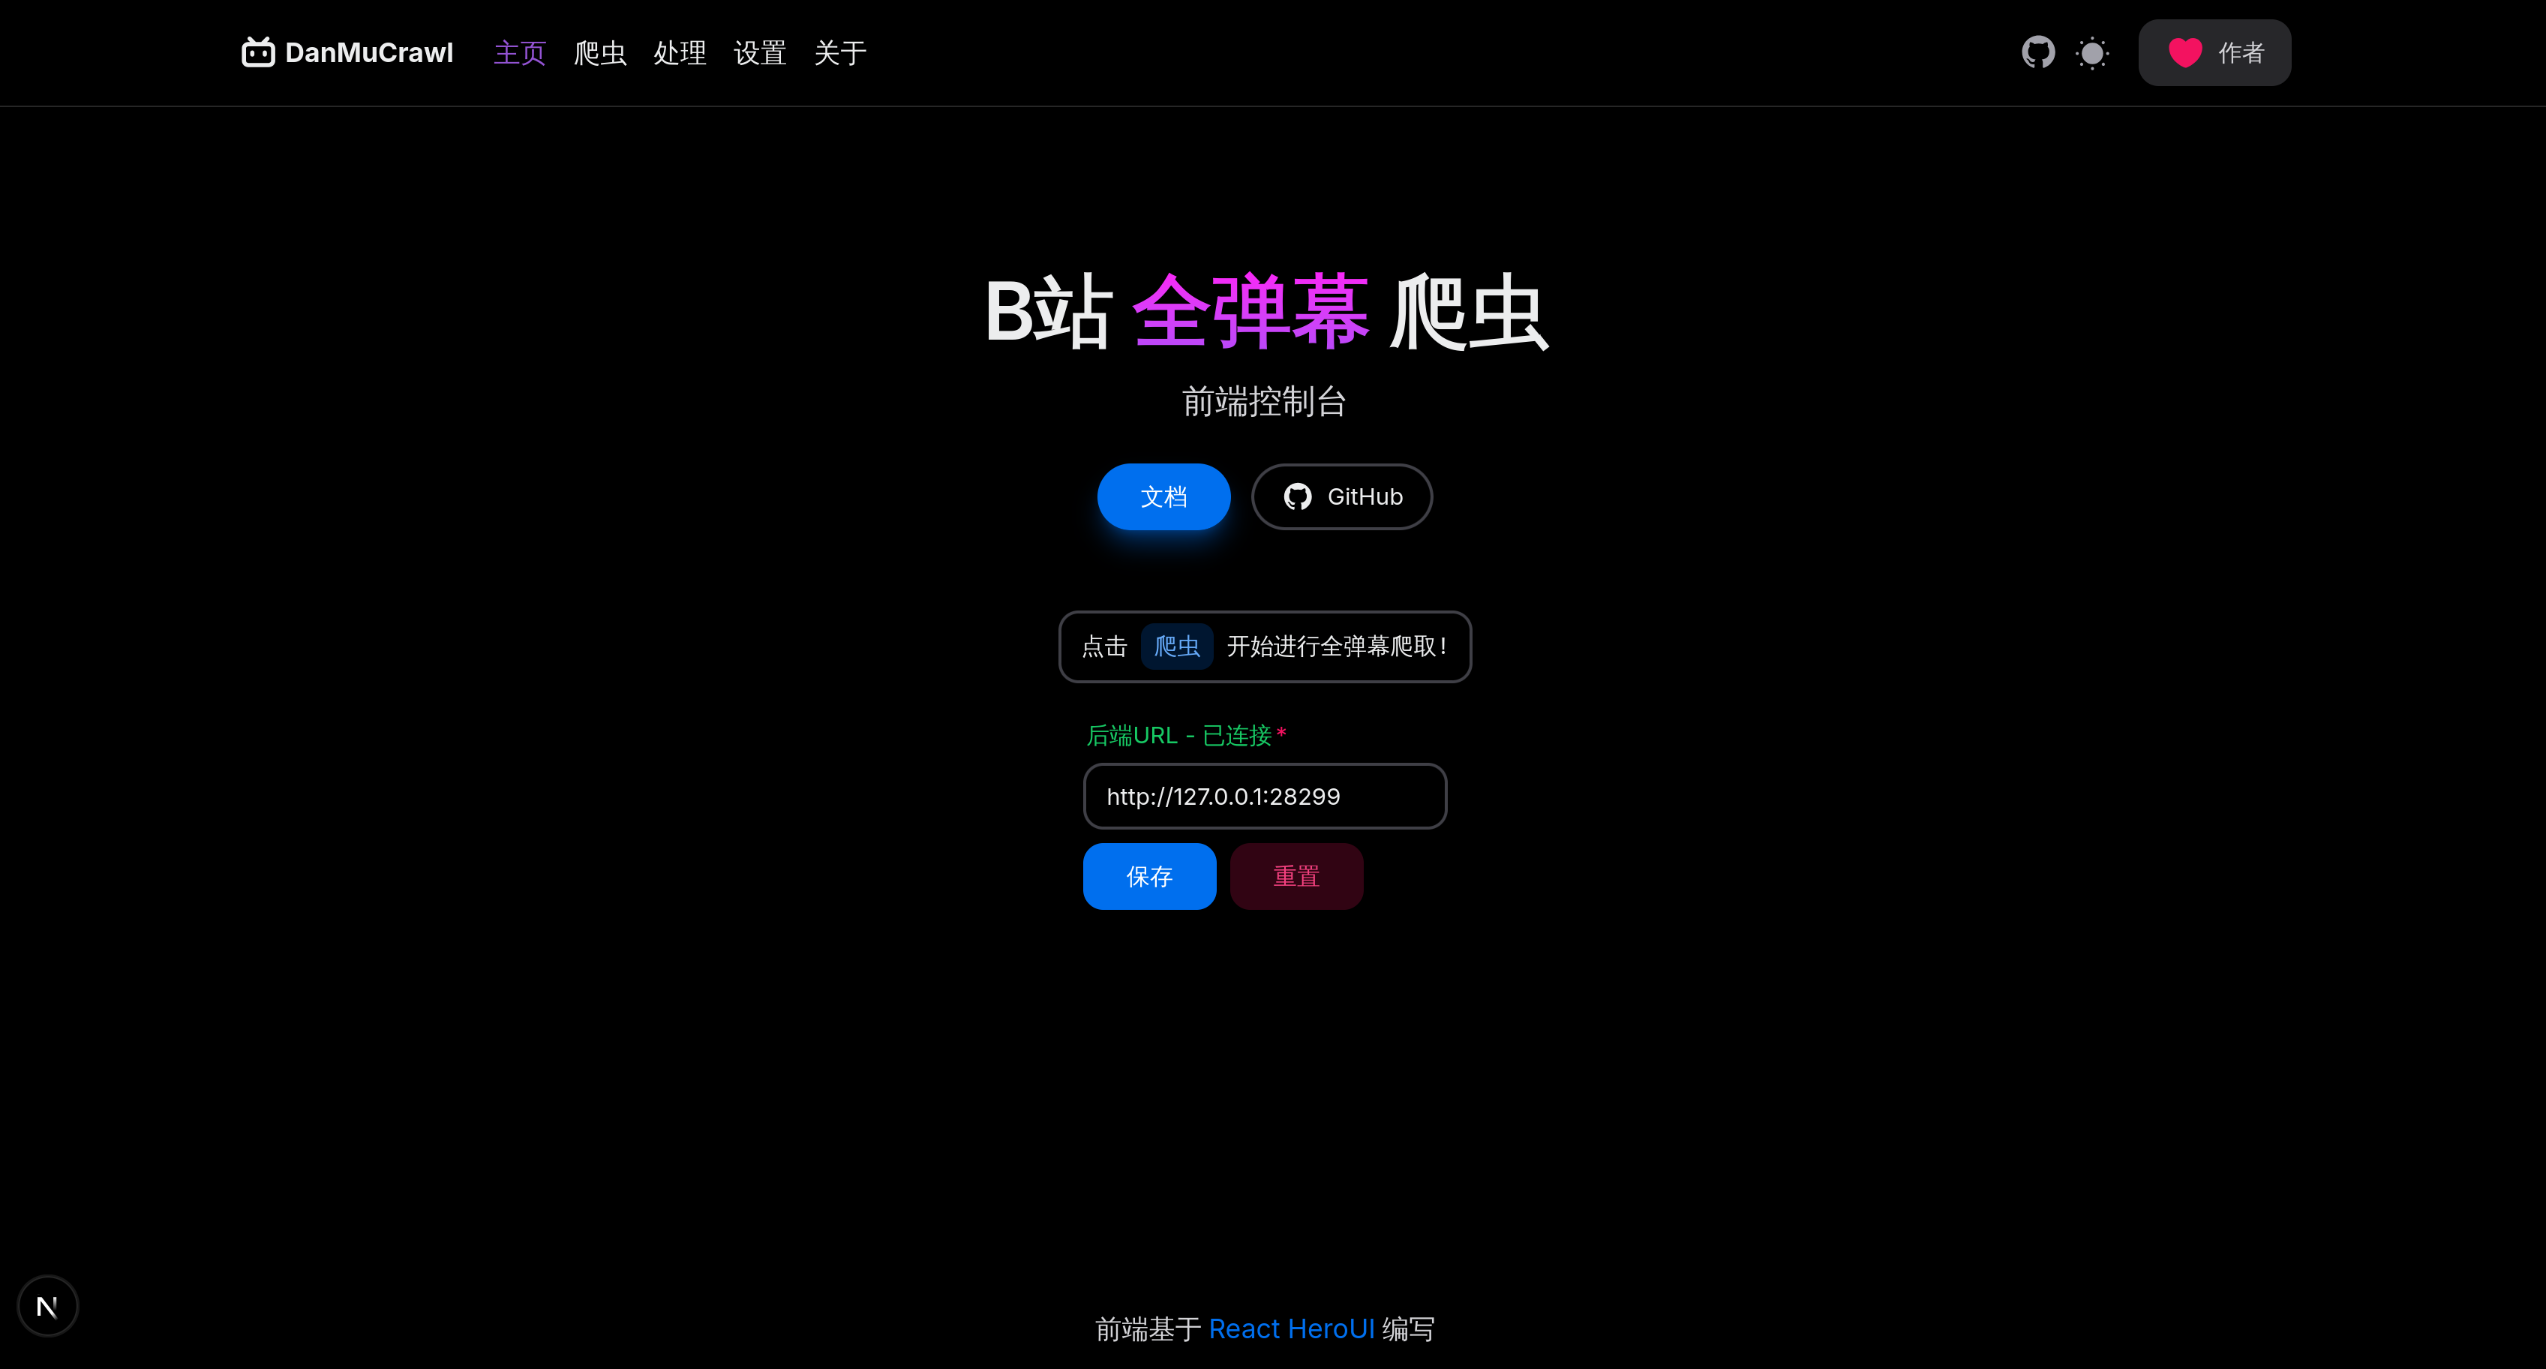 DanMuCrawl 主页 爬虫 处理 设置 关于 作者
B站 全弹幕 爬虫
前端控制台
文档 GitHub
点击 爬虫 开始进行全弹幕爬取!
后端URL - 已连接*
http://127.0.0.1:28299
保存 重置
N
前端基于 React HeroUI 编写